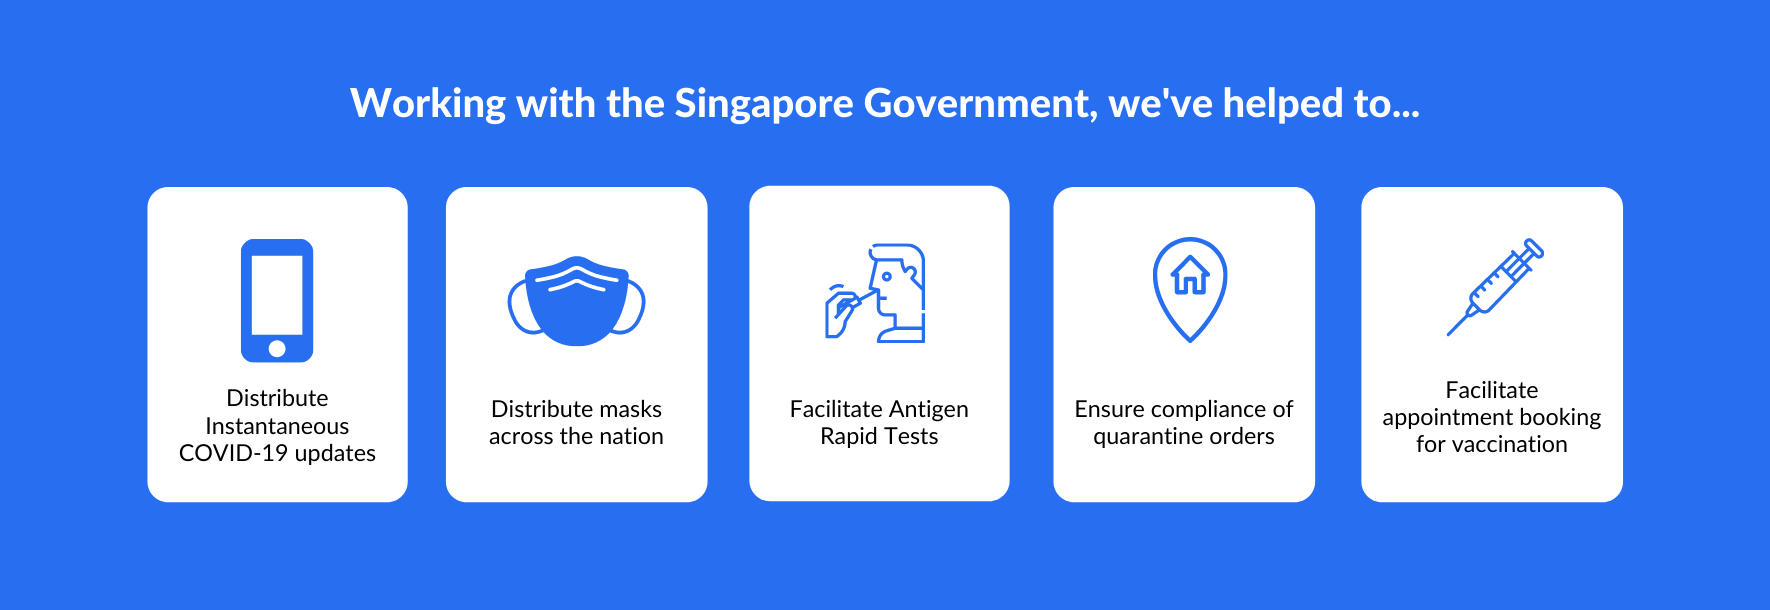 Working with the Singapore Government, we've helped to...
Distribute
Instantaneous
COVID-19 updates
Distribute masks
across the nation
Facilitate Antigen
Rapid Tests
Ensure compliance of
quarantine orders
Facilitate
appointment booking
for vaccination